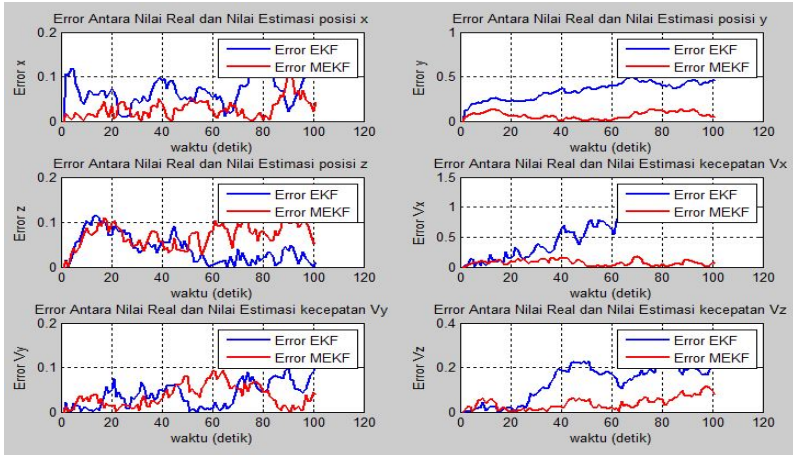 Error Antara Nilai Real dan Nilai Estimasi posisi x
0.2
0.1
0
Error x
Error EKF
Error MEKF
0 20 40 60 80 100 120
waktu (detik)
Error Antara Nilai Real dan Nilai Estimasi posisi y
1
0.5
0
Error y
Error EKF
Error MEKF
0 20 40 60 80 100 120
waktu (detik)
Error Antara Nilai Real dan Nilai Estimasi posisi z
0.2
0.1
0
Error z
Error EKF
Error MEKF
0 20 40 60 80 100 120
waktu (detik)
Error Antara Nilai Real dan Nilai Estimasi kecepatan Vx
1.5
1
0.5
0
Error Vx
Error EKF
Error MEKF
0 20 40 60 80 100 120
waktu (detik)
Error Antara Nilai Real dan Nilai Estimasi kecepatan Vy
0.2
0.1
0
Error Vy
Error EKF
Error MEKF
0 20 40 60 80 100 120
waktu (detik)
Error Antara Nilai Real dan Nilai Estimasi kecepatan Vz
0.4
0.2
0
Error Vz
Error EKF
Error MEKF
0 20 40 60 80 100 120
waktu (detik)